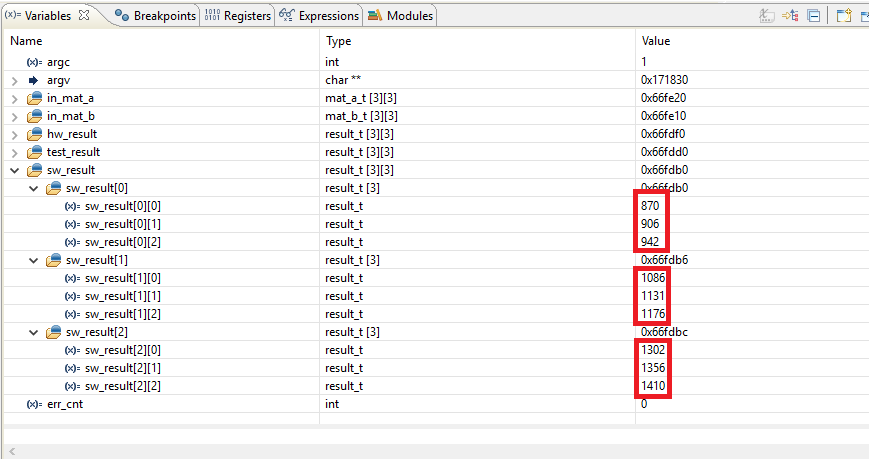 (x)= Variables Breakpoints 1010 0101 Registers Expressions Modules
Name Type Value
(x)= argc int 1
argv char ** 0x171830
in_mat_a mat_a_t [3][3] 0x66fe20
in_mat_b mat_b_t [3][3] 0x66fe10
hw_result result_t [3][3] 0x66fdf0
test_result result_t [3][3] 0x66fdd0
sw_result result_t [3][3] 0x66fdb0
sw_result[0] result_t [3] 0x66fdb0
(x)= sw_result[0][0] result_t 870
(x)= sw_result[0][1] result_t 906
(x)= sw_result[0][2] result_t 942
sw_result[1] result_t [3] 0x66fdb6
(x)= sw_result[1][0] result_t 1086
(x)= sw_result[1][1] result_t 1131
(x)= sw_result[1][2] result_t 1176
sw_result[2] result_t [3] 0x66fdbc
(x)= sw_result[2][0] result_t 1302
(x)= sw_result[2][1] result_t 1356
(x)= sw_result[2][2] result_t 1410
(x)= err_cnt int 0